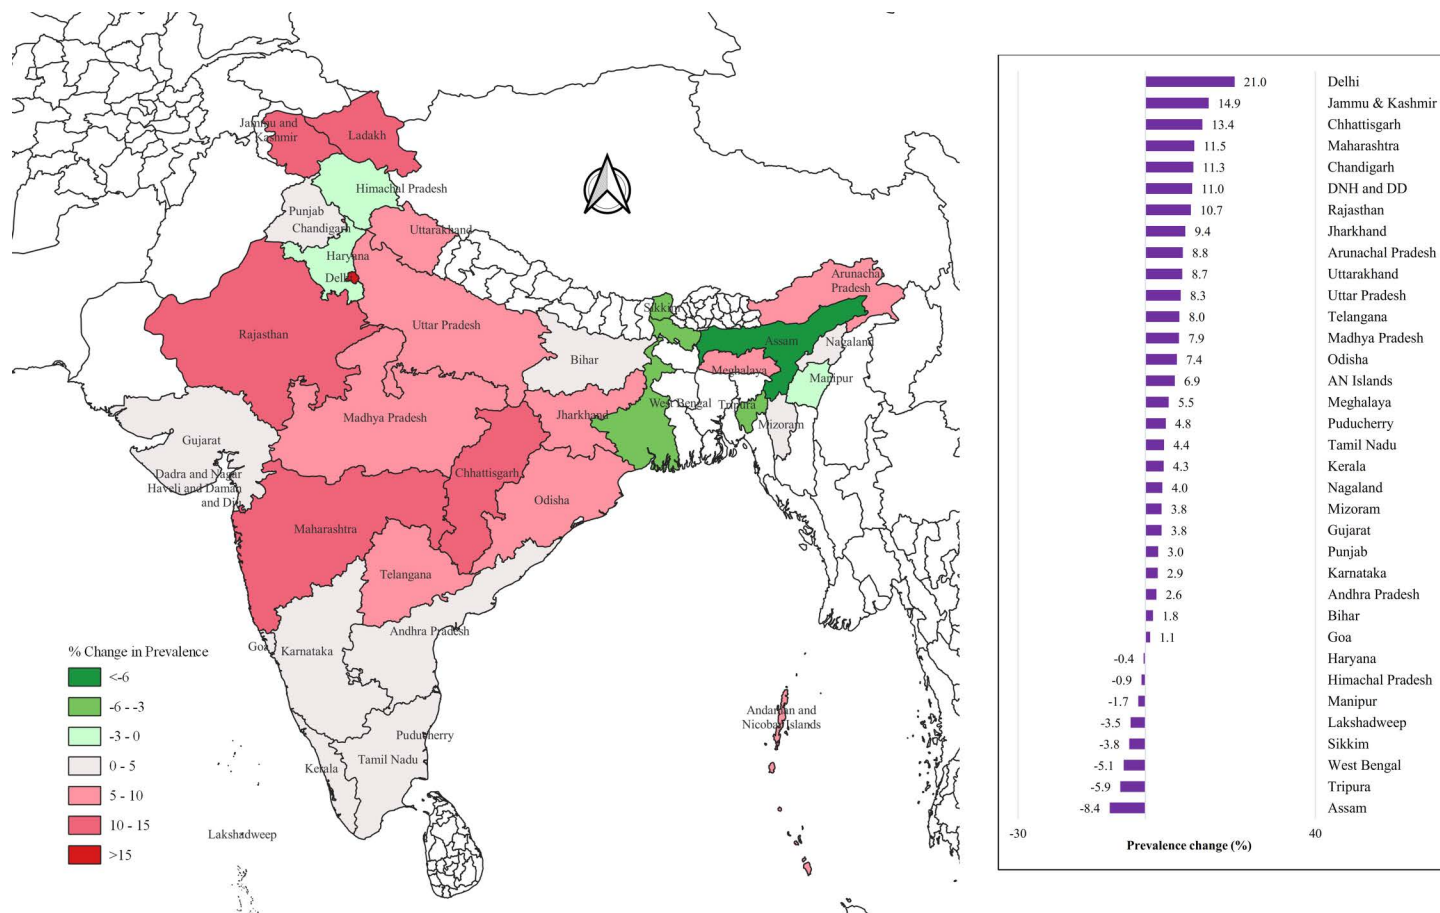 Jammu and
Kashmir
Ladakh
Himachal Pradesh
Punjab
Chandigarh
Uttarakhand
Haryana
Delhi
Arunachal
Pradesh
Sikkim
Rajasthan
Uttar Pradesh
Assam
Nagaland
Bihar
Meghalaya
Manipur
Madhya Pradesh
Jharkhand
West Bengal
Tripura
Mizoram
Gujarat
Dadra and Nagar
Haveli and Daman
and Diu
Chhattisgarh
Odisha
Maharashtra
Telangana
Andhra Pradesh
Goa
Karnataka
Andaman and
Nicobar Islands
Puducherry
Tamil Nadu
Kerala
Lakshadweep
% Change in Prevalence
<-6
-6 - -3
-3 - 0
0 - 5
5 - 10
10 - 15
>15
21.0 Delhi
14.9 Jammu & Kashmir
13.4 Chhattisgarh
11.5 Maharashtra
11.3 Chandigarh
11.0 DNH and DD
10.7 Rajasthan
9.4 Jharkhand
8.8 Arunachal Pradesh
8.7 Uttarakhand
8.3 Uttar Pradesh
8.0 Telangana
7.9 Madhya Pradesh
7.4 Odisha
6.9 AN Islands
5.5 Meghalaya
4.8 Puducherry
4.4 Tamil Nadu
4.3 Kerala
4.0 Nagaland
3.8 Mizoram
3.8 Gujarat
3.0 Punjab
2.9 Karnataka
2.6 Andhra Pradesh
1.8 Bihar
1.1 Goa
-0.4 Haryana
-0.9 Himachal Pradesh
-1.7 Manipur
-3.5 Lakshadweep
-3.8 Sikkim
-5.1 West Bengal
-5.9 Tripura
-8.4 Assam
-30 40
Prevalence change (%)